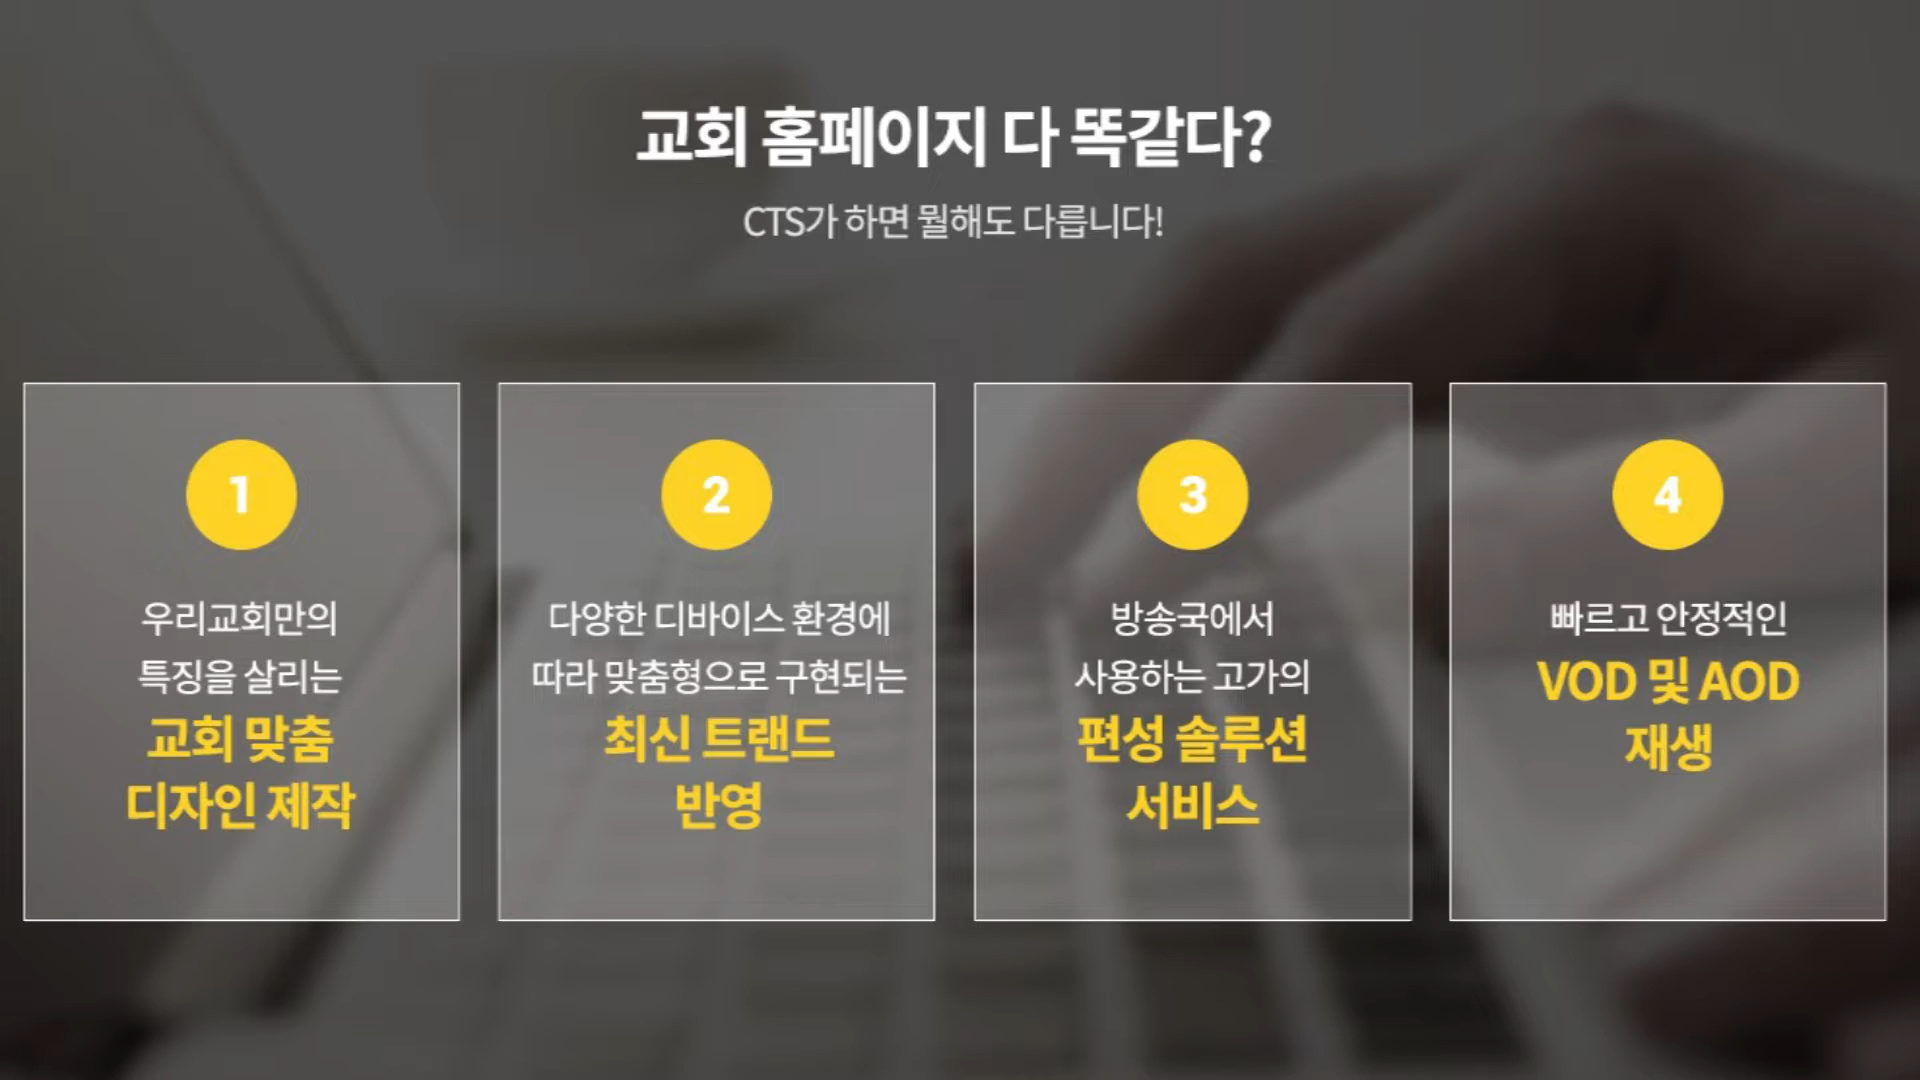 교회 홈페이지 다 똑같다?
CTS가 하면 뭘해도 다릅니다!
1
우리교회만의
특징을 살리는
교회 맞춤
디자인 제작
2
다양한 디바이스 환경에
따라 맞춤형으로 구현되는
최신 트랜드
반영
3
방송국에서
사용하는 고가의
편성 솔루션
서비스
4
빠르고 안정적인
VOD 및 AOD
재생